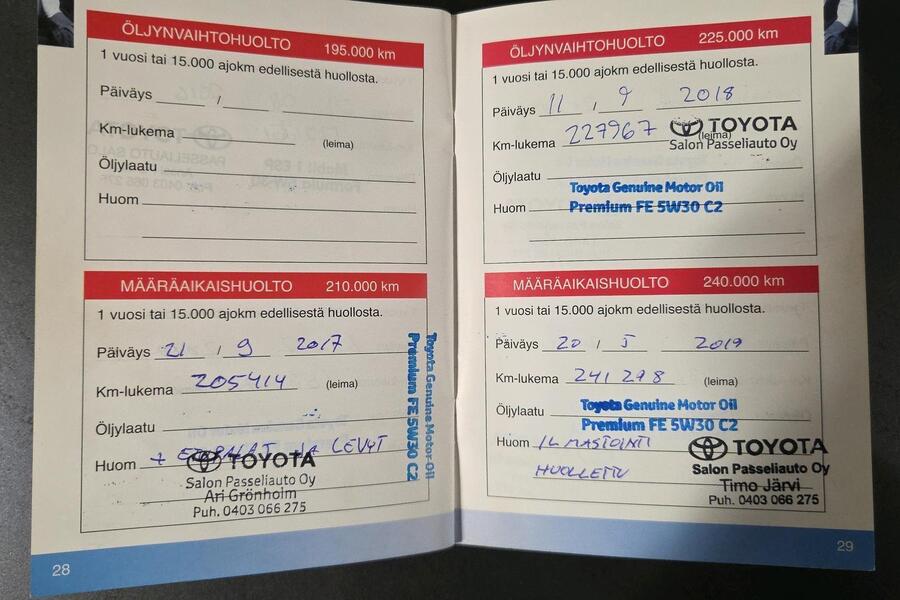 ÖLJYNVAIHTOHUOLTO 195.000 km
1 vuosi tai 15.000 ajokm edellisestä huollosta.
Päiväys /
Km-lukema
(leima)
Öljylaatu
Huom
MÄÄRÄAIKAISHUOLTO 210.000 km
1 vuosi tai 15.000 ajokm edellisestä huollosta.
Päiväys 21 / 9 2017
Km-lukema 205414 (leima)
Öljylaatu
Toyota Genuine Motor Oil
Premium FE 5W30 C2
Huom + ETUPALAT JA LEVYT
TOYOTA
Salon Passeliauto Oy
Ari Grönholm
Puh. 0403 066 275
28
ÖLJYNVAIHTOHUOLTO 225.000 km
1 vuosi tai 15.000 ajokm edellisestä huollosta.
Päiväys 11 , 9 2018
Km-lukema 227967 (leima)
TOYOTA
Salon Passeliauto Oy
Öljylaatu
Toyota Genuine Motor Oil
Huom Premium FE 5W30 C2
MÄÄRÄAIKAISHUOLTO 240.000 km
1 vuosi tai 15.000 ajokm edellisestä huollosta.
Päiväys 20 / 5 2019
Km-lukema 241298 (leima)
Öljylaatu Toyota Genuine Motor Oil
Premium FE 5W30 C2
Huom ILMASTOINTI
HUOLLETTU
TOYOTA
Salon Passeliauto Oy
Timo Järvi
Puh. 0403 066 275
29